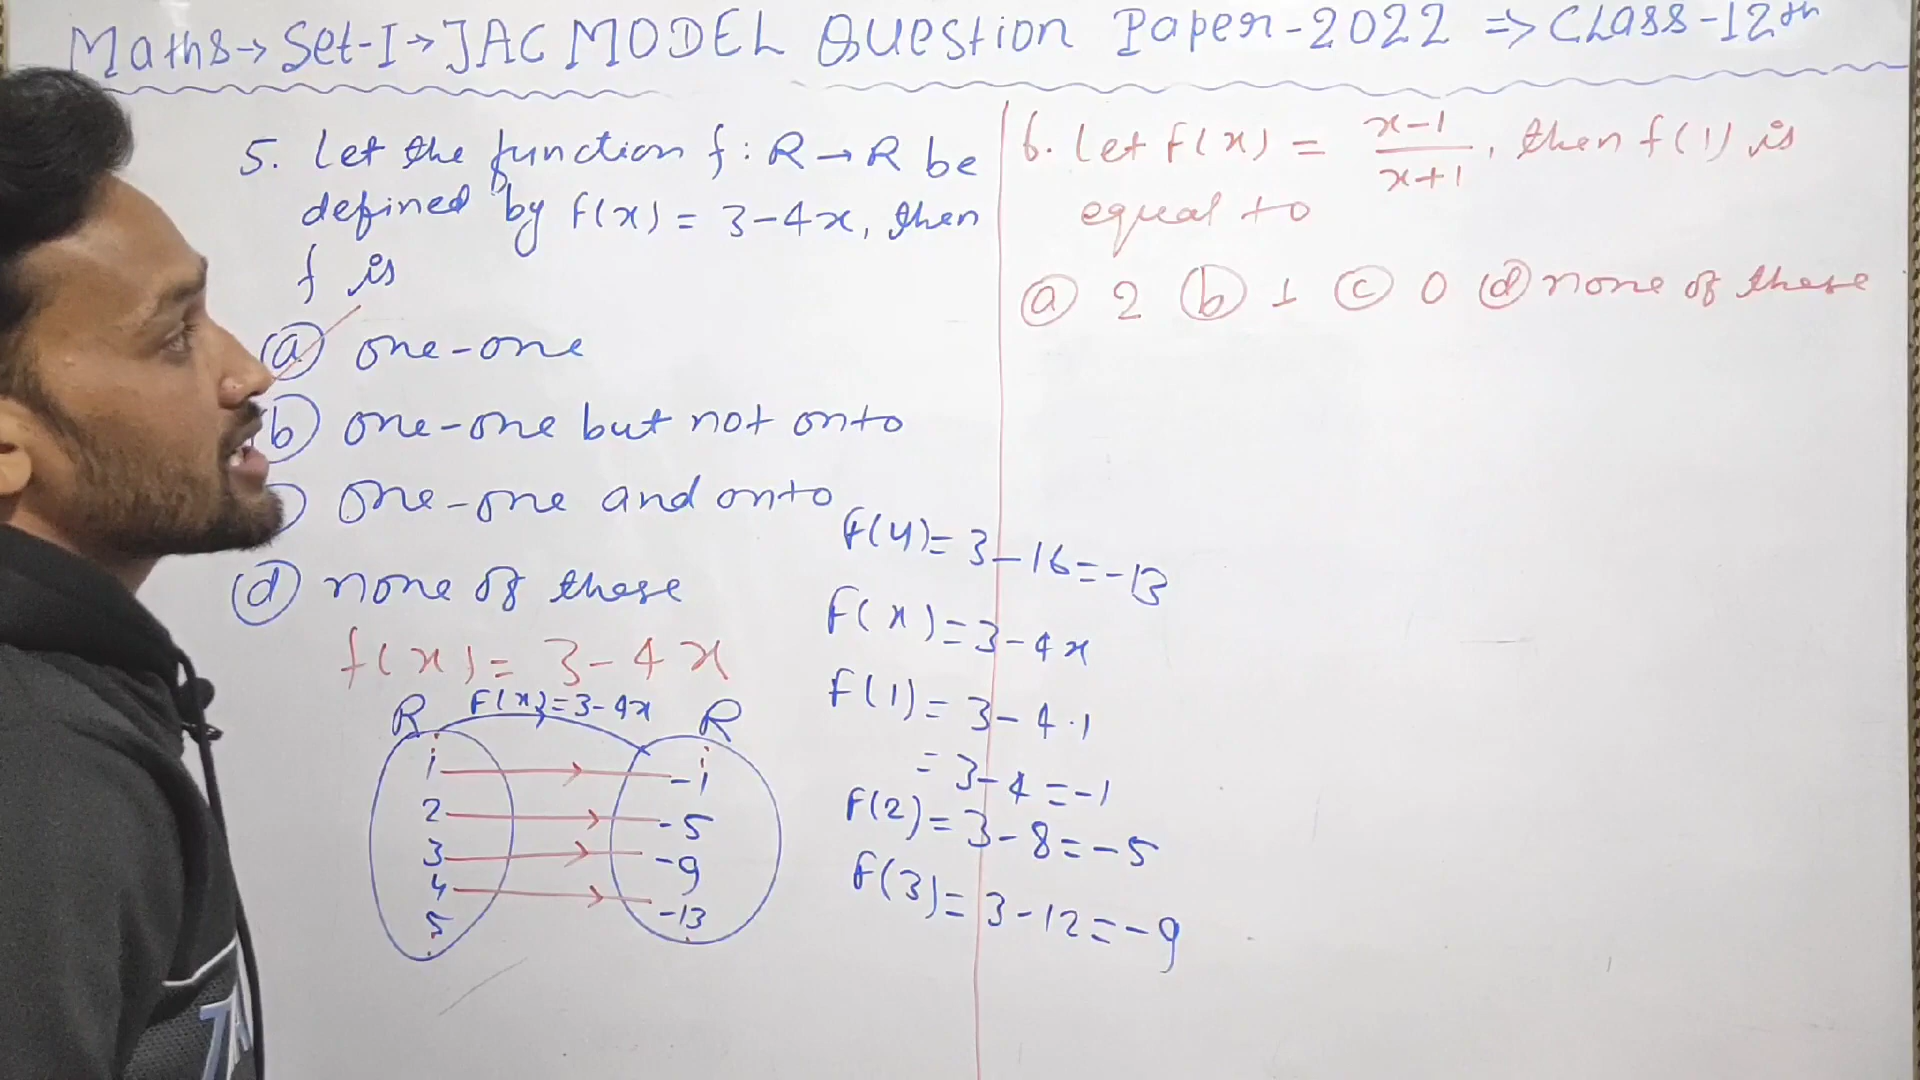 Maths→Set-I→JAC MODEL Question Paper-2022 ⇒ Class-12th
5. Let the function f : R → R be
defined by f(x) = 3-4x, then
f is
(a) one-one
(b) one-one but not onto
one-one and onto
(d) none of these
f(x) = 3-4x
R f(x)=3-4x R
1 -1
2 -5
3 -9
4 -13
5
f(4)= 3-16=-13
f(x)=3-4x
f(1)= 3-4.1
= 3-4=-1
f(2)= 3-8=-5
f(3)= 3-12=-9
6. Let f(x) = x-1/x+1, then f(1) is
equal to
(a) 2 (b) 1 (c) 0 (d) none of these